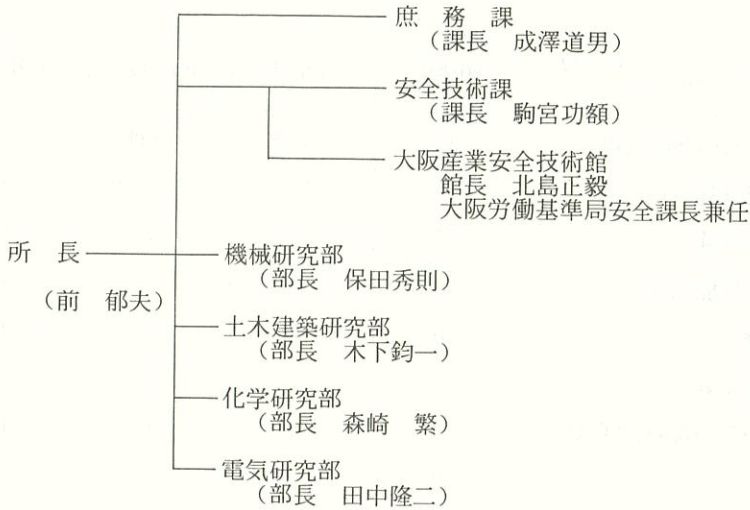 庶　務　課
（課長　成澤道男）
安全技術課
（課長　駒宮功額）
大阪産業安全技術館
館長　北島正毅
大阪労働基準局安全課長兼任
所　長
（前　郁夫）
機械研究部
（部長　保田秀則）
土木建築研究部
（部長　木下鈞一）
化学研究部
（部長　森崎　繁）
電気研究部
（部長　田中隆二）